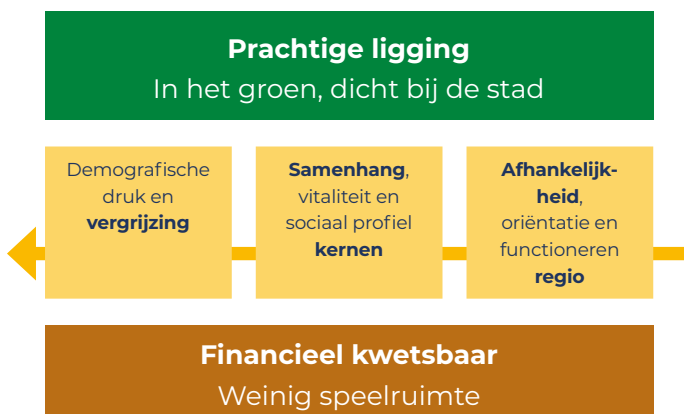 Prachtige ligging
In het groen, dicht bij de stad
Demografische
druk en
vergrijzing
Samenhang,
vitaliteit en
sociaal profiel
kernen
Afhankelijk-
heid,
oriëntatie en
functioneren
regio
Financieel kwetsbaar
Weinig speelruimte